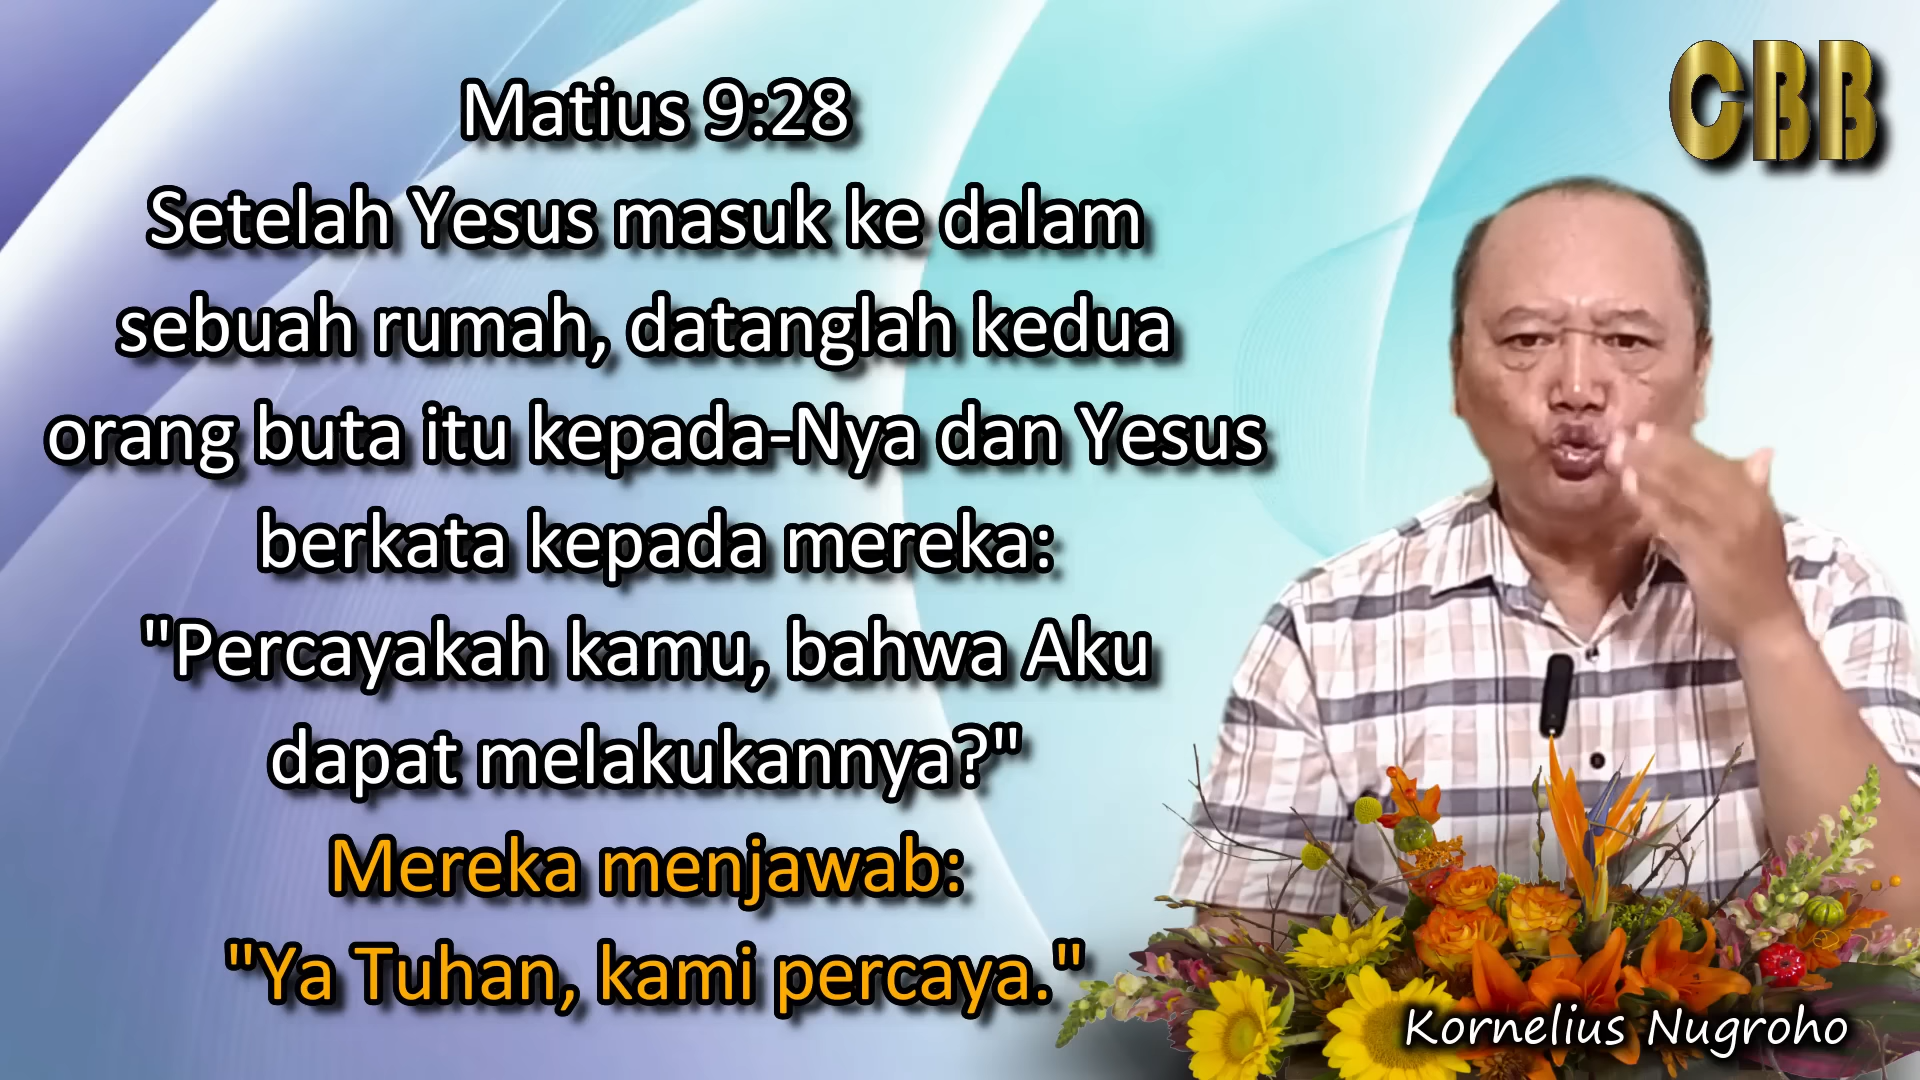 CBB
Matius 9:28
Setelah Yesus masuk ke dalam
sebuah rumah, datanglah kedua
orang buta itu kepada-Nya dan Yesus
berkata kepada mereka:
"Percayakah kamu, bahwa Aku
dapat melakukannya?"
Mereka menjawab:
"Ya Tuhan, kami percaya."
Kornelius Nugroho